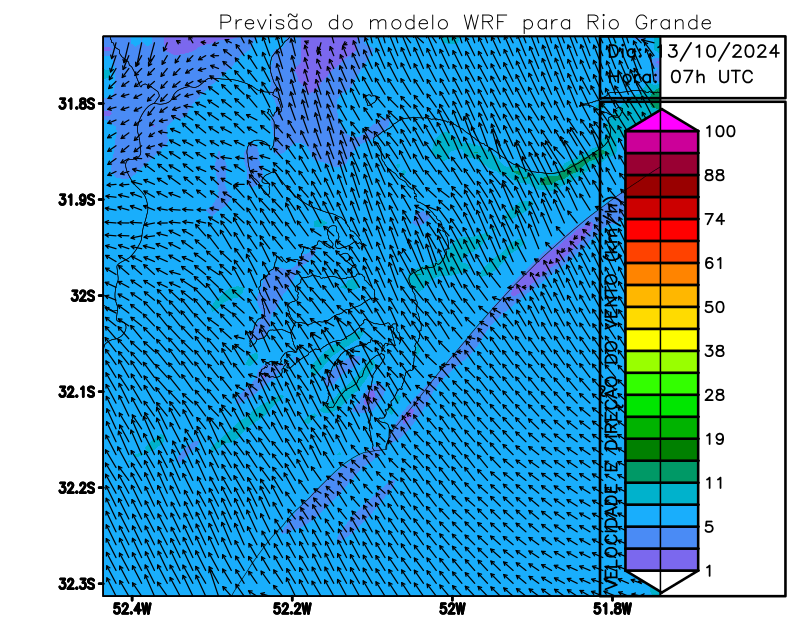 Previsão do modelo WRF para Rio Grande
Dia: 13/10/2024
Hora: 07h UTC
31.8S
31.9S
32S
32.1S
32.2S
32.3S
52.4W
52.2W
52W
51.8W
VELOCIDADE E DIREÇÃO DO VENTO (km/h)
100
88
74
61
50
38
28
19
11
5
1